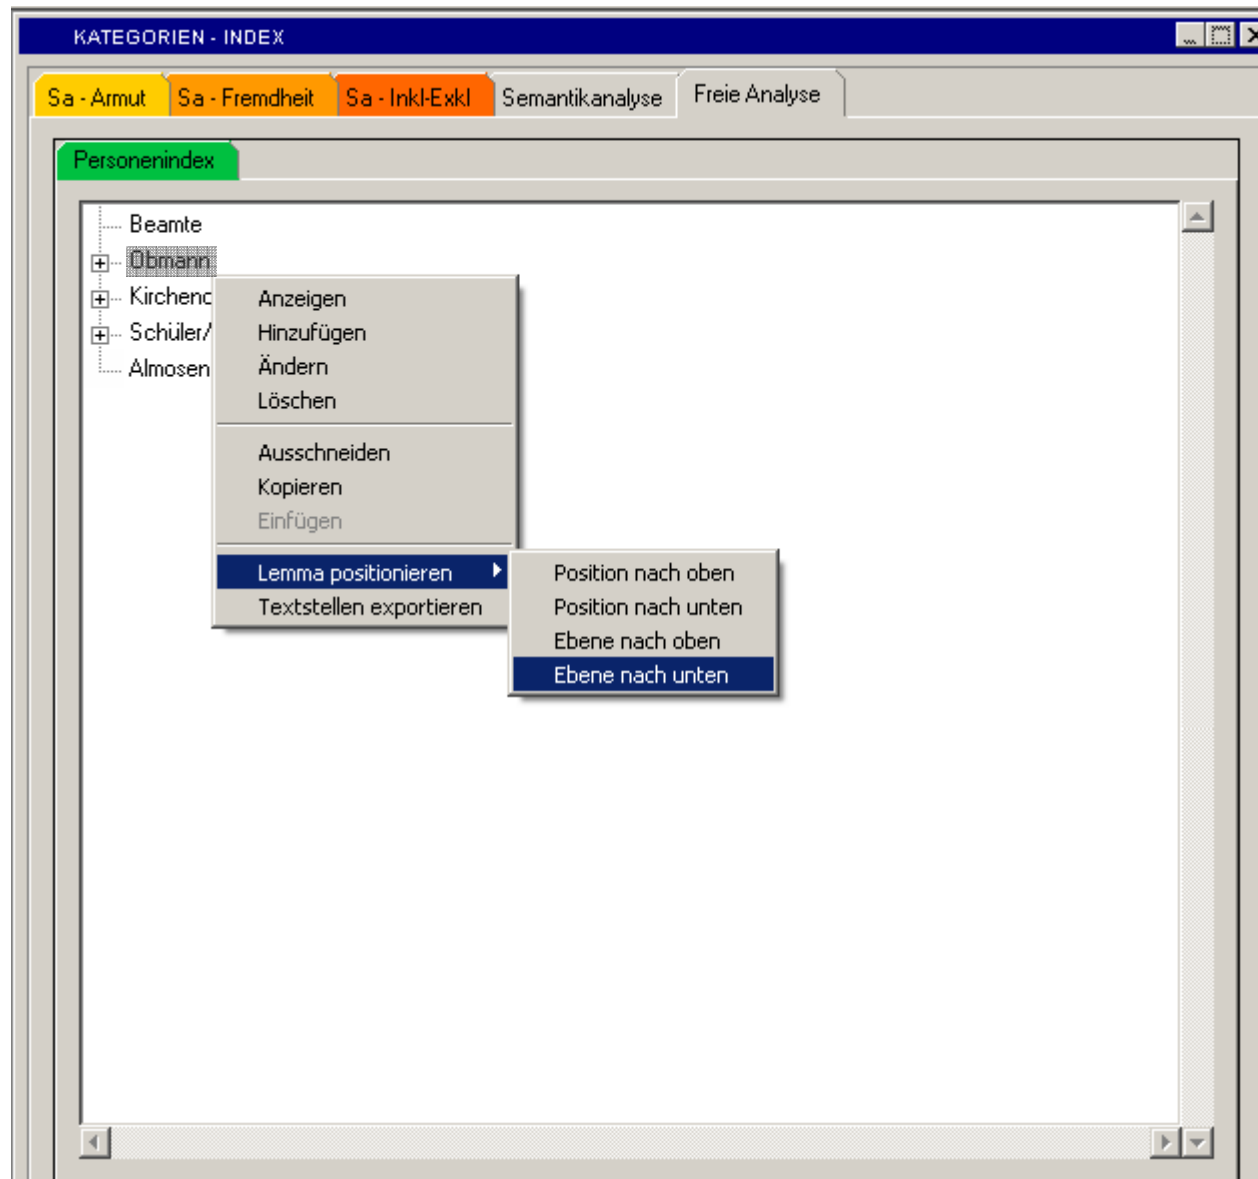 KATEGORIEN - INDEX
Sa - Armut Sa - Fremdheit Sa - Inkl-Exkl Semantikanalyse Freie Analyse
Personenindex
Beamte
Obmann
Schüler/
Almosen
Anzeigen
Hinzufügen
Ändern
Löschen
Ausschneiden
Kopieren
Einfügen
Lemma positionieren
Textstellen exportieren
Position nach oben
Position nach unten
Ebene nach oben
Ebene nach unten